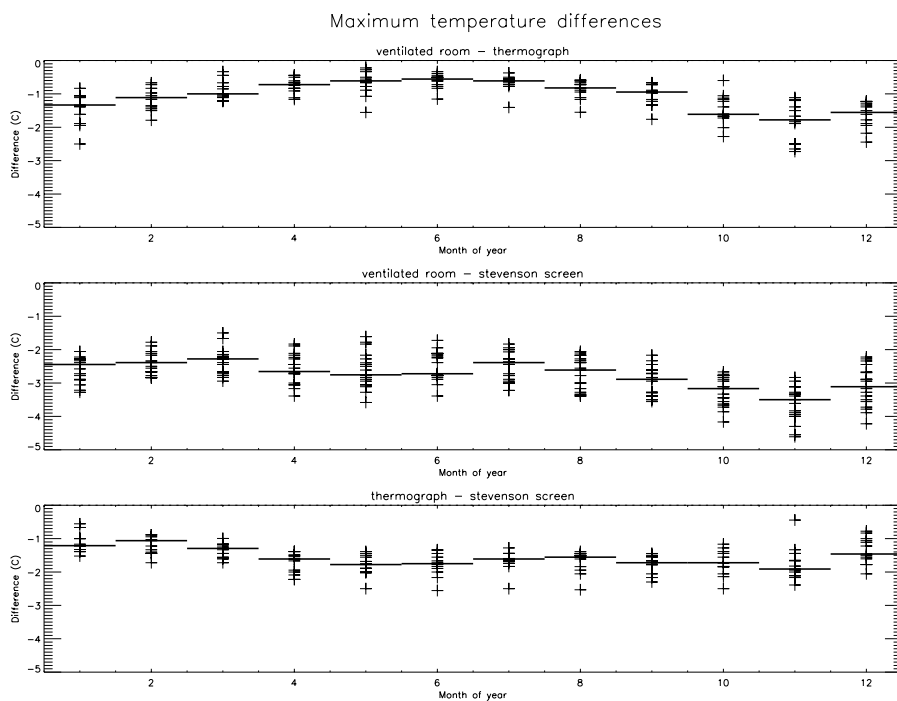 Maximum temperature differences
ventilated room – thermograph
0
−1
−2
−3
−4
−5
Difference (C)
2 4 6 8 10 12
Month of year
ventilated room – stevenson screen
0
−1
−2
−3
−4
−5
Difference (C)
2 4 6 8 10 12
Month of year
thermograph – stevenson screen
0
−1
−2
−3
−4
−5
Difference (C)
2 4 6 8 10 12
Month of year